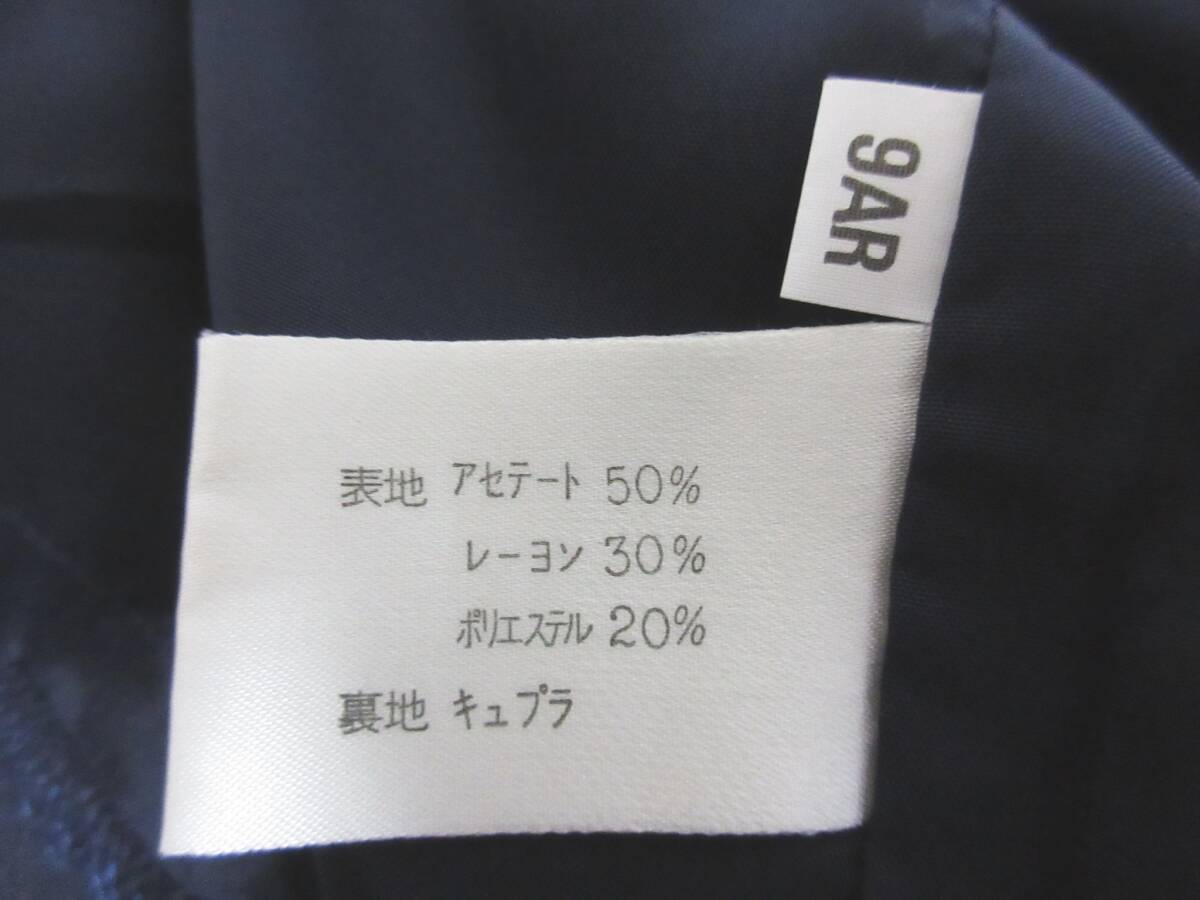 9AR
表地 アセテート 50%
レーヨン 30%
ポリエステル 20%
裏地 キュプラ